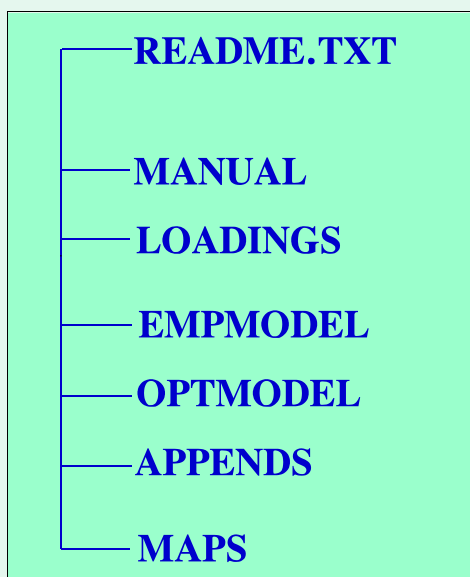 README.TXT
MANUAL
LOADINGS
EMPMODEL
OPTMODEL
APPENDS
MAPS